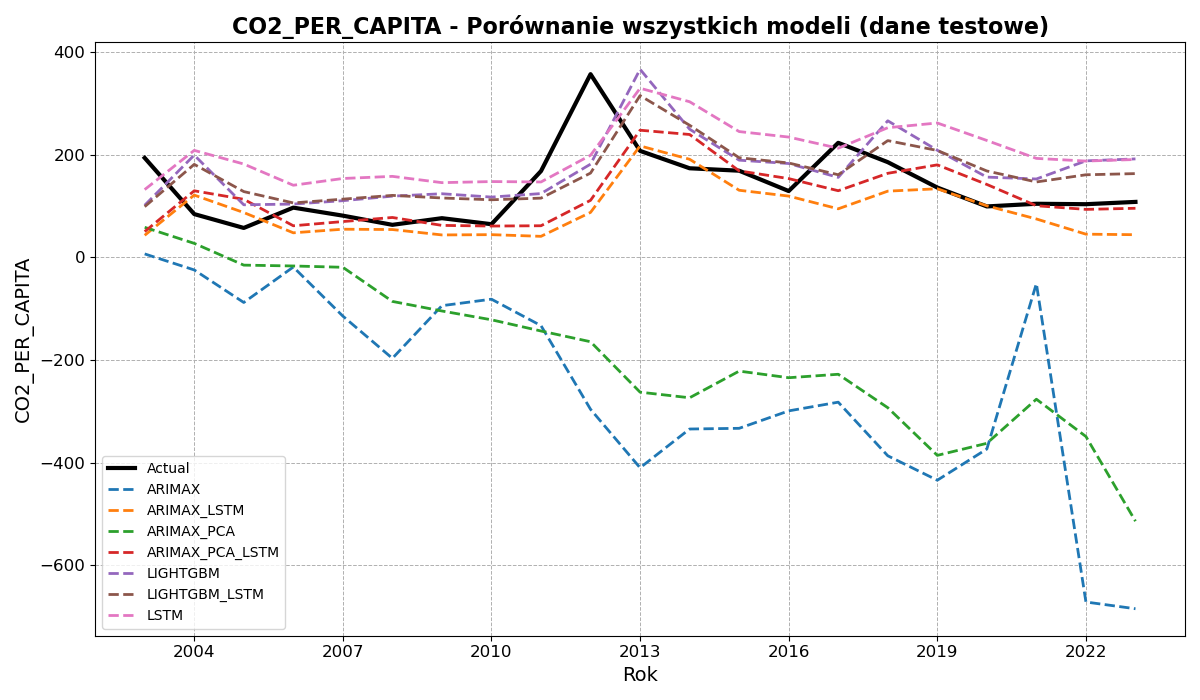 CO2_PER_CAPITA - Porównanie wszystkich modeli (dane testowe)
CO2_PER_CAPITA
400
200
0
−200
−400
−600
Actual
ARIMAX
ARIMAX_LSTM
ARIMAX_PCA
ARIMAX_PCA_LSTM
LIGHTGBM
LIGHTGBM_LSTM
LSTM
2004 2007 2010 2013 2016 2019 2022
Rok